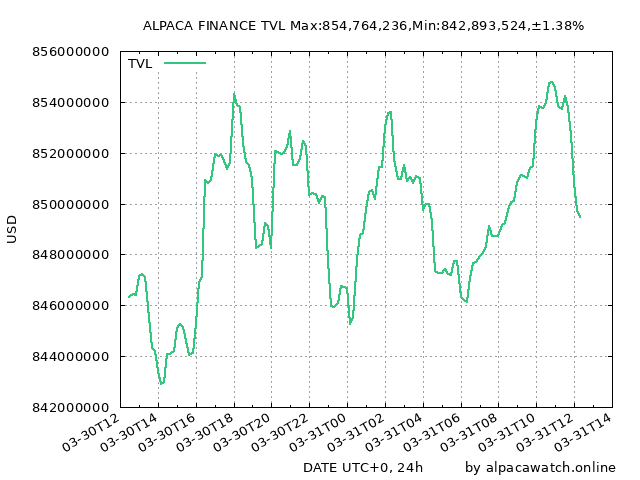 ALPACA FINANCE TVL Max:854,764,236,Min:842,893,524,±1.38%
TVL
856000000
854000000
852000000
850000000
848000000
846000000
844000000
842000000
USD
03-30T12
03-30T14
03-30T16
03-30T18
03-30T20
03-30T22
03-31T00
03-31T02
03-31T04
03-31T06
03-31T08
03-31T10
03-31T12
03-31T14
DATE UTC+0, 24h
by alpacawatch.online